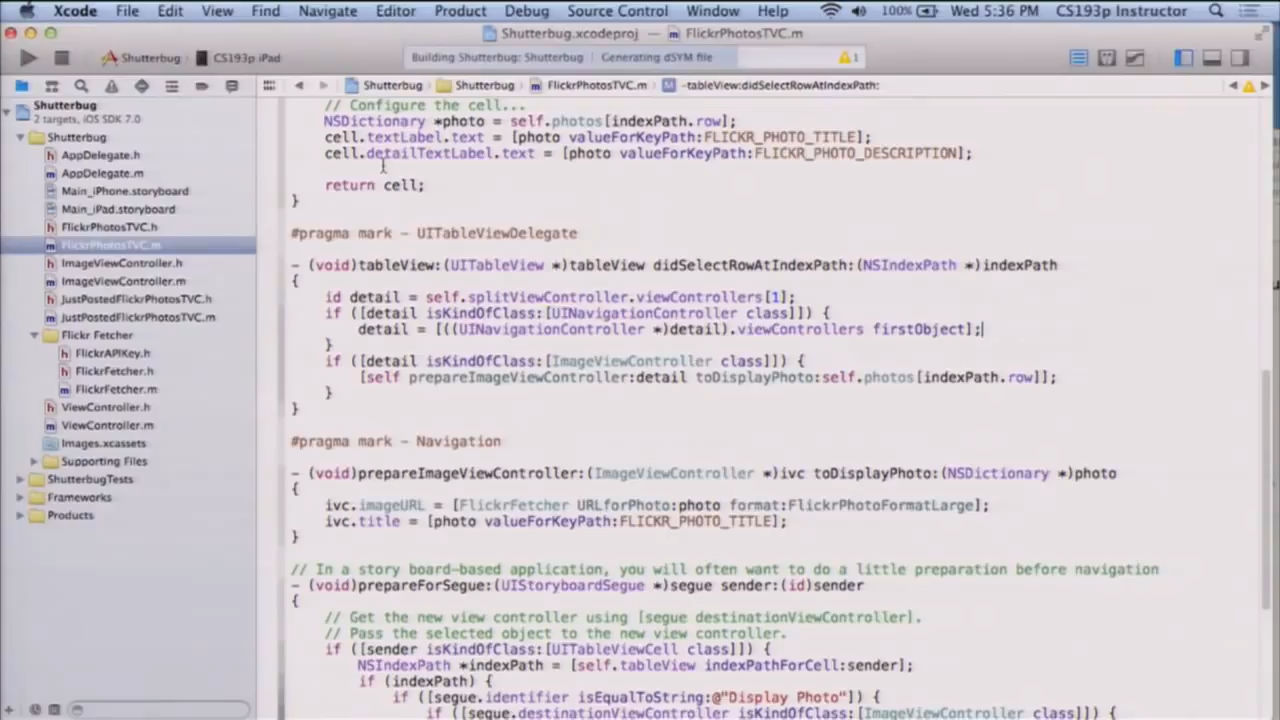 Xcode File Edit View Find Navigate Editor Product Debug Source Control Window Help 100% Wed 5:36 PM CS193p Instructor
Shutterbug.xcodeproj — FlickrPhotosTVC.m
Shutterbug CS193p iPad Building Shutterbug: Shutterbug Generating dSYM file 1
Shutterbug Shutterbug FlickrPhotosTVC.m M -tableView:didSelectRowAtIndexPath:
Shutterbug
2 targets, iOS SDK 7.0
Shutterbug
h AppDelegate.h
m AppDelegate.m
Main_iPhone.storyboard
Main_iPad.storyboard
h FlickrPhotosTVC.h
m FlickrPhotosTVC.m
h ImageViewController.h
m ImageViewController.m
h JustPostedFlickrPhotosTVC.h
m JustPostedFlickrPhotosTVC.m
Flickr Fetcher
h FlickrAPIKey.h
h FlickrFetcher.h
m FlickrFetcher.m
h ViewController.h
m ViewController.m
Images.xcassets
Supporting Files
ShutterbugTests
Frameworks
Products
// Configure the cell...
NSDictionary *photo = self.photos[indexPath.row];
cell.textLabel.text = [photo valueForKeyPath:FLICKR_PHOTO_TITLE];
cell.detailTextLabel.text = [photo valueForKeyPath:FLICKR_PHOTO_DESCRIPTION];
return cell;
}
#pragma mark - UITableViewDelegate
- (void)tableView:(UITableView *)tableView didSelectRowAtIndexPath:(NSIndexPath *)indexPath
{
id detail = self.splitViewController.viewControllers[1];
if ([detail isKindOfClass:[UINavigationController class]]) {
detail = [((UINavigationController *)detail).viewControllers firstObject];
}
if ([detail isKindOfClass:[ImageViewController class]]) {
[self prepareImageViewController:detail toDisplayPhoto:self.photos[indexPath.row]];
}
}
#pragma mark - Navigation
- (void)prepareImageViewController:(ImageViewController *)ivc toDisplayPhoto:(NSDictionary *)photo
{
ivc.imageURL = [FlickrFetcher URLforPhoto:photo format:FlickrPhotoFormatLarge];
ivc.title = [photo valueForKeyPath:FLICKR_PHOTO_TITLE];
}
// In a story board-based application, you will often want to do a little preparation before navigation
- (void)prepareForSegue:(UIStoryboardSegue *)segue sender:(id)sender
{
// Get the new view controller using [segue destinationViewController].
// Pass the selected object to the new view controller.
if ([sender isKindOfClass:[UITableViewCell class]]) {
NSIndexPath *indexPath = [self.tableView indexPathForCell:sender];
if (indexPath) {
if ([segue.identifier isEqualToString:@"Display Photo"]) {
if ([segue.destinationViewController isKindOfClass:[ImageViewController class]]) {